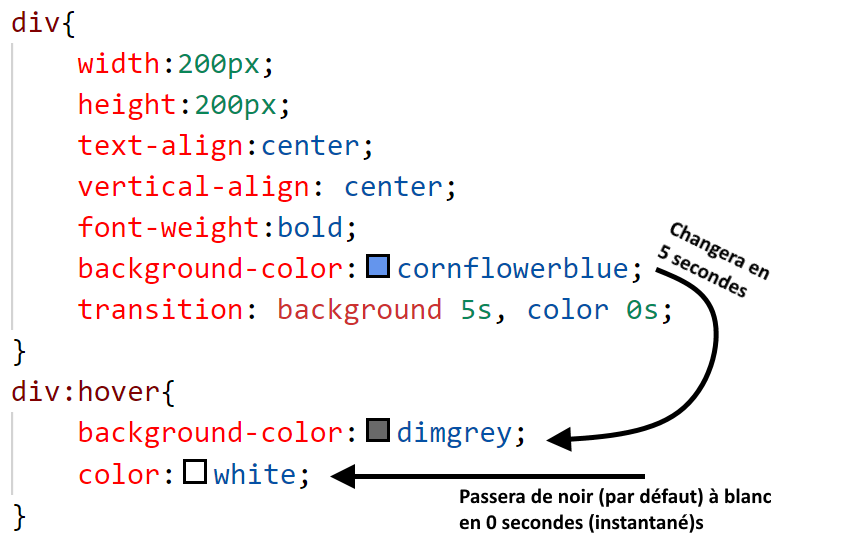 div{
width:200px;
height:200px;
text-align:center;
vertical-align: center;
font-weight:bold;
background-color: cornflowerblue;
transition: background 5s, color 0s;
}
div:hover{
background-color: dimgrey;
color: white;
}
Changera en
5 secondes
Passera de noir (par défaut) à blanc
en 0 secondes (instantané)s